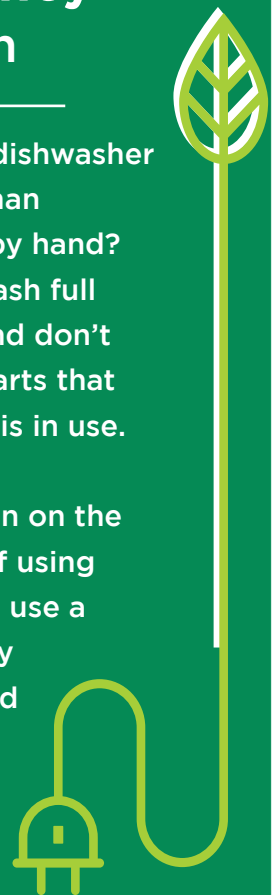 n
dishwasher
han
by hand?
ash full
nd don't
arts that
is in use.
n on the
f using
use a
y
d